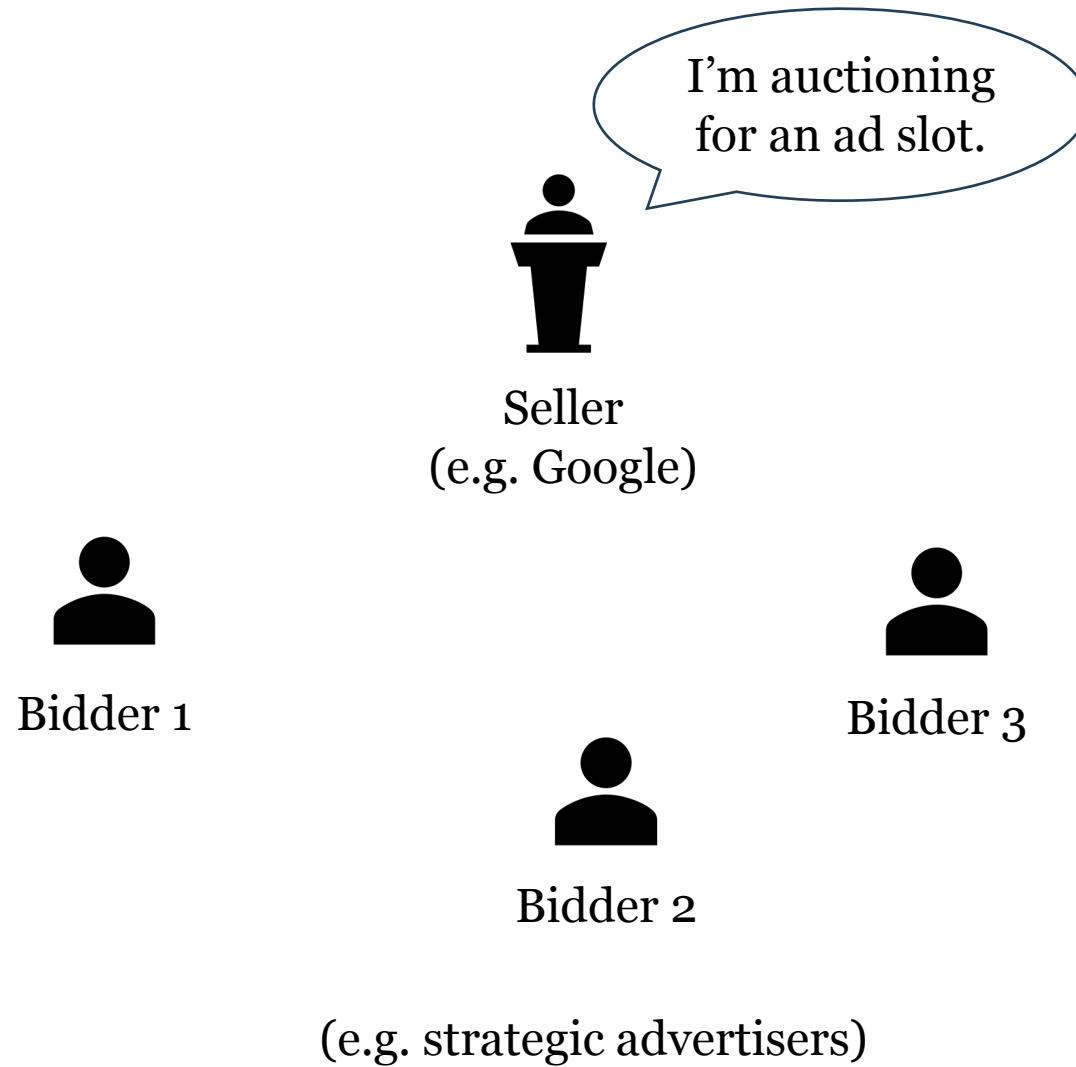 I’m auctioning
for an ad slot.
Seller
(e.g. Google)
Bidder 1
Bidder 3
Bidder 2
(e.g. strategic advertisers)